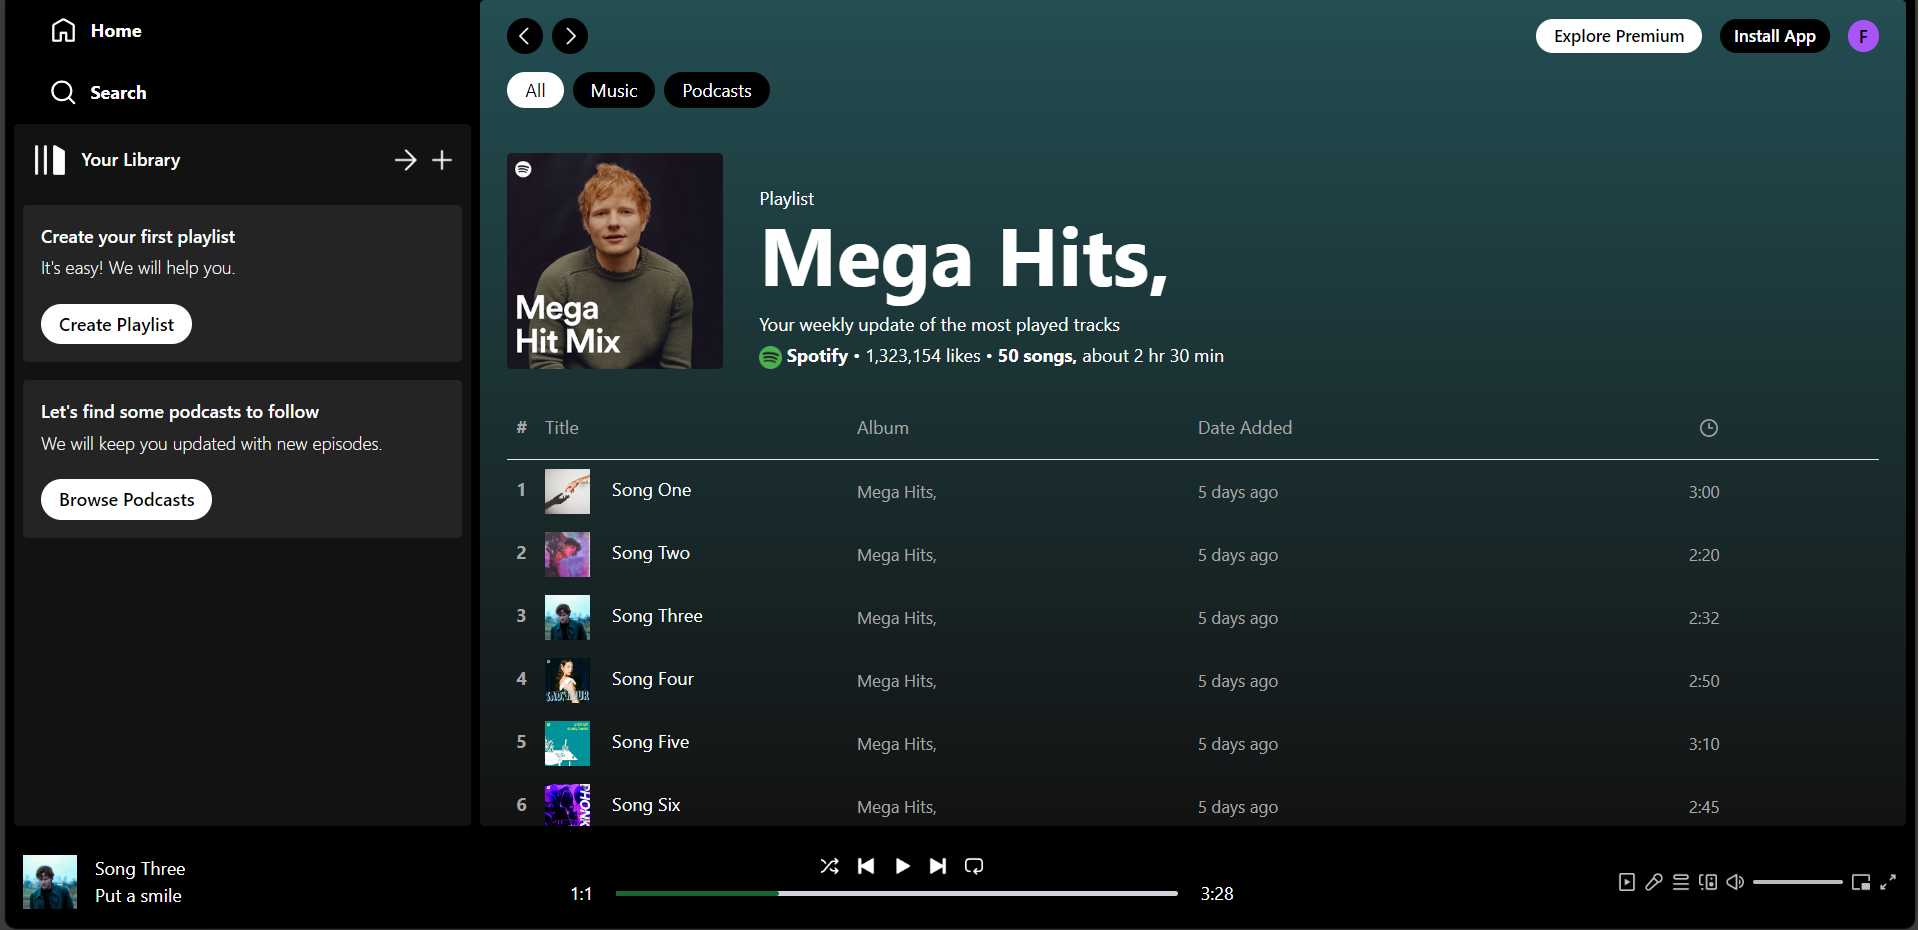 Home
Search
Your Library
Create your first playlist
It's easy! We will help you.
Create Playlist
Let's find some podcasts to follow
We will keep you updated with new episodes.
Browse Podcasts
Explore Premium
Install App
F
All
Music
Podcasts
Mega
Hit Mix
Playlist
Mega Hits,
Your weekly update of the most played tracks
Spotify • 1,323,154 likes • 50 songs, about 2 hr 30 min
# Title Album Date Added
1 Song One Mega Hits, 5 days ago 3:00
2 Song Two Mega Hits, 5 days ago 2:20
3 Song Three Mega Hits, 5 days ago 2:32
SAD HOUR
4 Song Four Mega Hits, 5 days ago 2:50
5 Song Five Mega Hits, 5 days ago 3:10
PHONK
6 Song Six Mega Hits, 5 days ago 2:45
Song Three
Put a smile
1:1
3:28